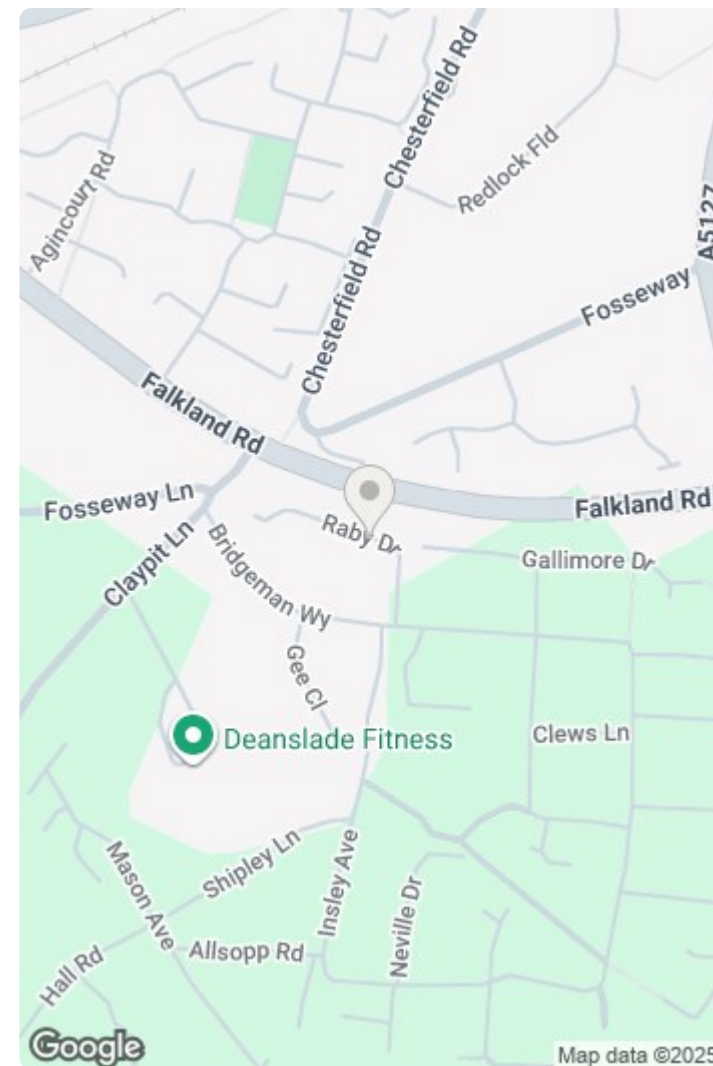 Chesterfield Rd
Redlock Fld
Agincourt Rd
A5127
Chesterfield Rd
Fosseway
Falkland Rd
Fosseway Ln
Falkland Rd
Raby Dr
Claypit Ln
Bridgeman Wy
Gallimore Dr
Gee Cl
Deanslade Fitness
Clews Ln
Shipley Ln
Mason Ave
Insley Ave
Neville Dr
Allsopp Rd
Hall Rd
Google
Map data ©2025